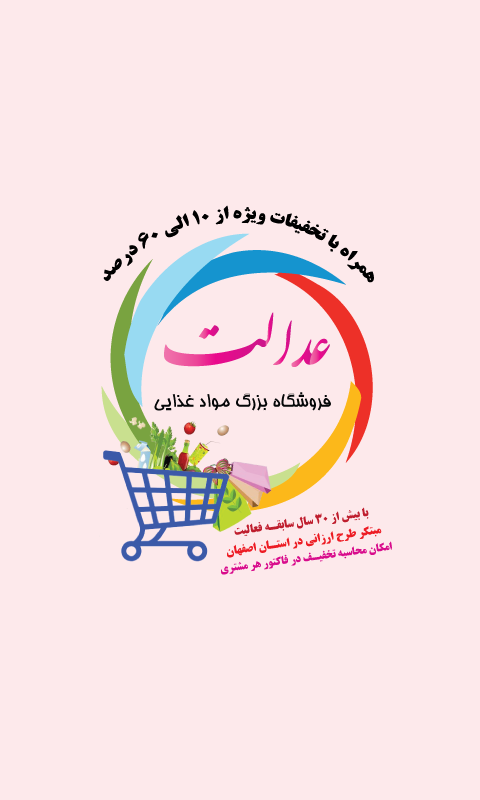 همراه با تخفیفات ویژه از ۱۰ الی ۶۰ درصد
عدالت
فروشگاه بزرگ مواد غذایی
با بیش از ۳۰ سال سابقه فعالیت
مبتکر طرح ارزانی در استان اصفهان
امکان محاسبه تخفیف در فاکتور هر مشتری